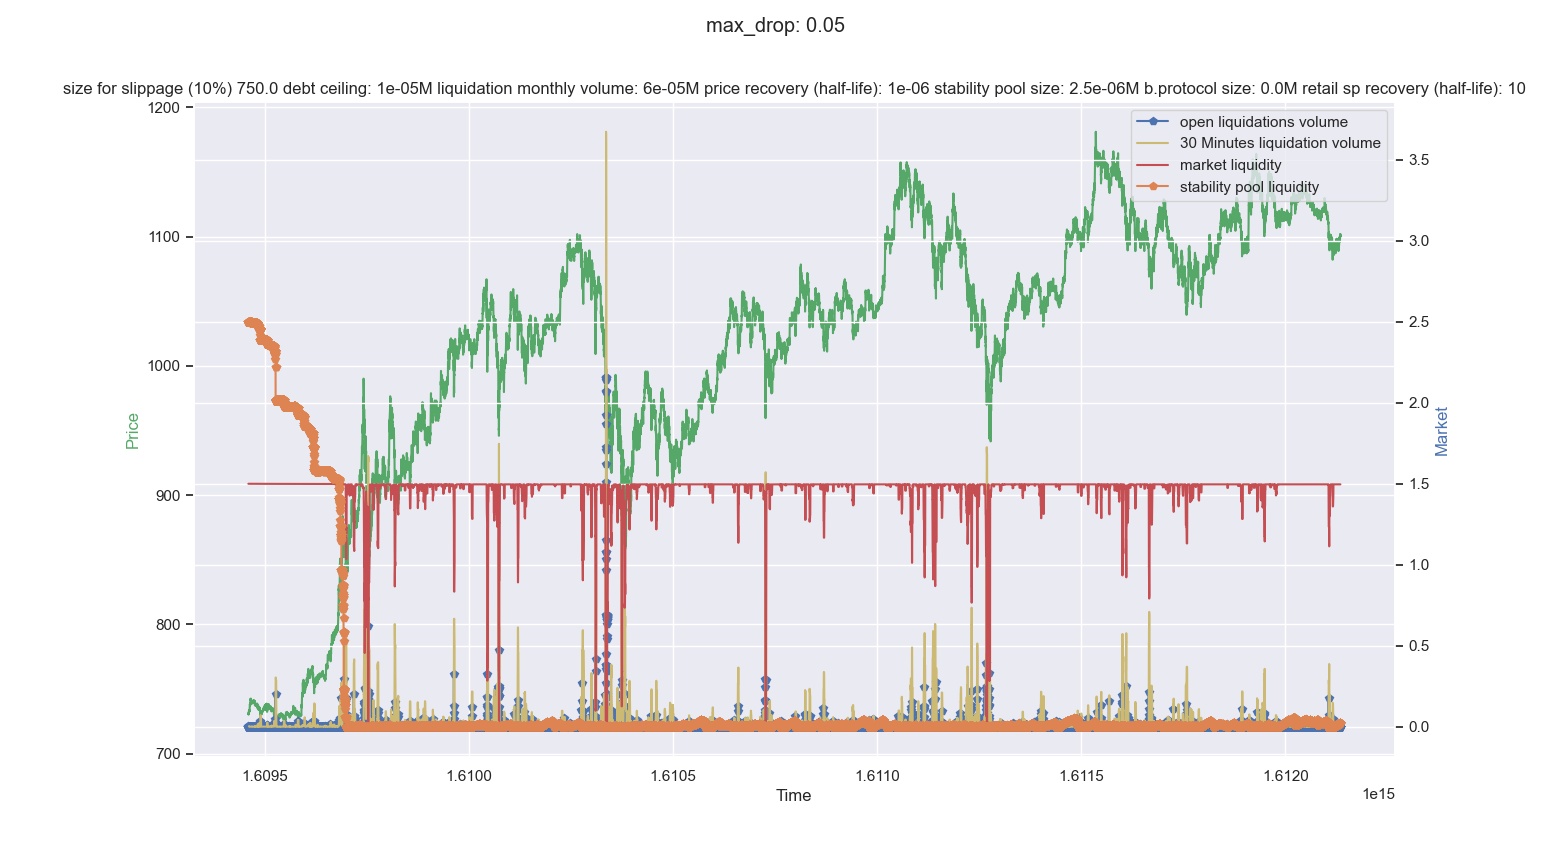 max_drop: 0.05
size for slippage (10%) 750.0 debt ceiling: 1e-05M liquidation monthly volume: 6e-05M price recovery (half-life): 1e-06 stability pool size: 2.5e-06M b.protocol size: 0.0M retail sp recovery (half-life): 10
open liquidations volume
30 Minutes liquidation volume
market liquidity
stability pool liquidity
1200
1100
1000
900
800
700
Price
3.5
3.0
2.5
2.0
1.5
1.0
0.5
0.0
Market
1.6095
1.6100
1.6105
1.6110
1.6115
1.6120
1e15
Time